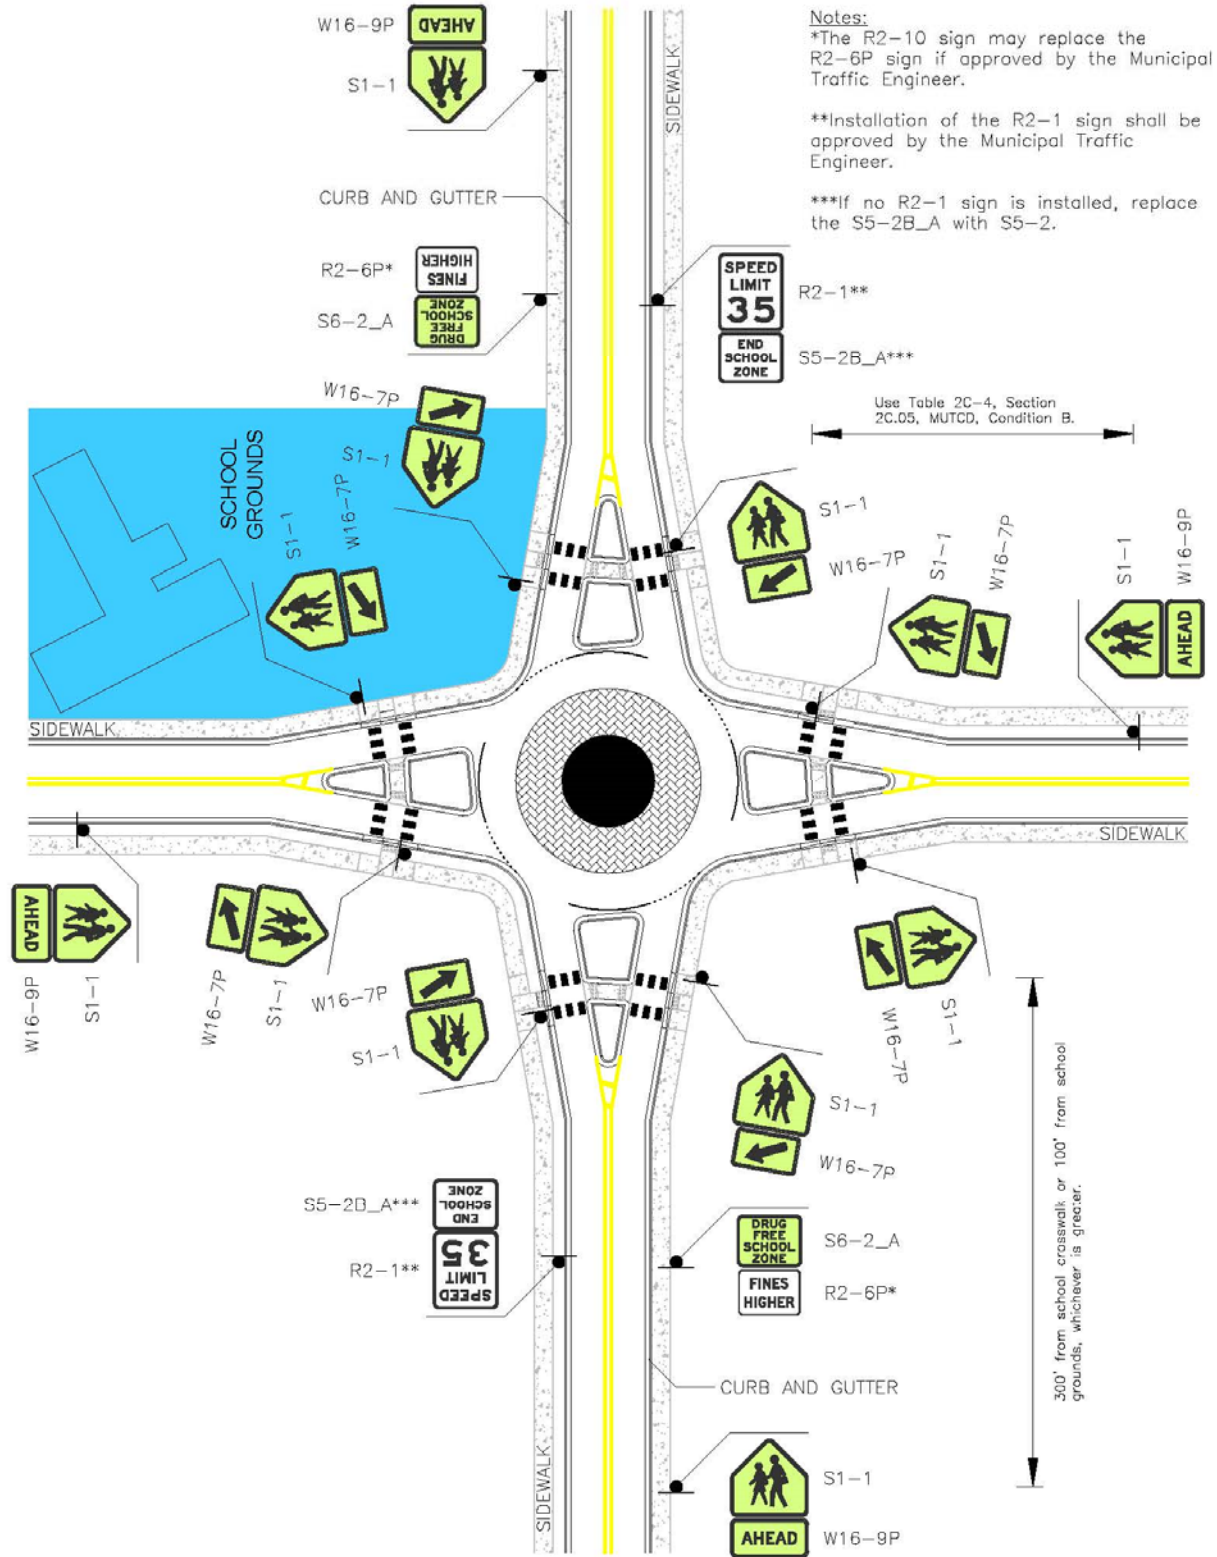 Notes:
*The R2-10 sign may replace the
R2-6P sign if approved by the Municipal
Traffic Engineer.
**Installation of the R2-1 sign shall be
approved by the Municipal Traffic
Engineer.
***If no R2-1 sign is installed, replace
the S5-2B_A with S5-2.
W16-9P
AHEAD
S1-1
SIDEWALK
CURB AND GUTTER
R2-6P*
FINES
HIGHER
S6-2_A
DRUG
FREE
SCHOOL
ZONE
SPEED
LIMIT
35
R2-1**
END
SCHOOL
ZONE
S5-2B_A***
Use Table 2C-4, Section
2C.05, MUTCD, Condition B.
W16-7P
S1-1
SCHOOL
GROUNDS
S1-1
W16-7P
S1-1
W16-7P
S1-1
W16-7P
S1-1
W16-9P
AHEAD
SIDEWALK
SIDEWALK
AHEAD
W16-9P
S1-1
W16-7P
S1-1
W16-7P
S1-1
W16-7P
S1-1
S1-1
W16-7P
300' from school crosswalk or 100' from school
grounds, whichever is greater.
S5-2B_A***
END
SCHOOL
ZONE
R2-1**
SPEED
LIMIT
35
DRUG
FREE
SCHOOL
ZONE
S6-2_A
FINES
HIGHER
R2-6P*
CURB AND GUTTER
SIDEWALK
S1-1
AHEAD
W16-9P